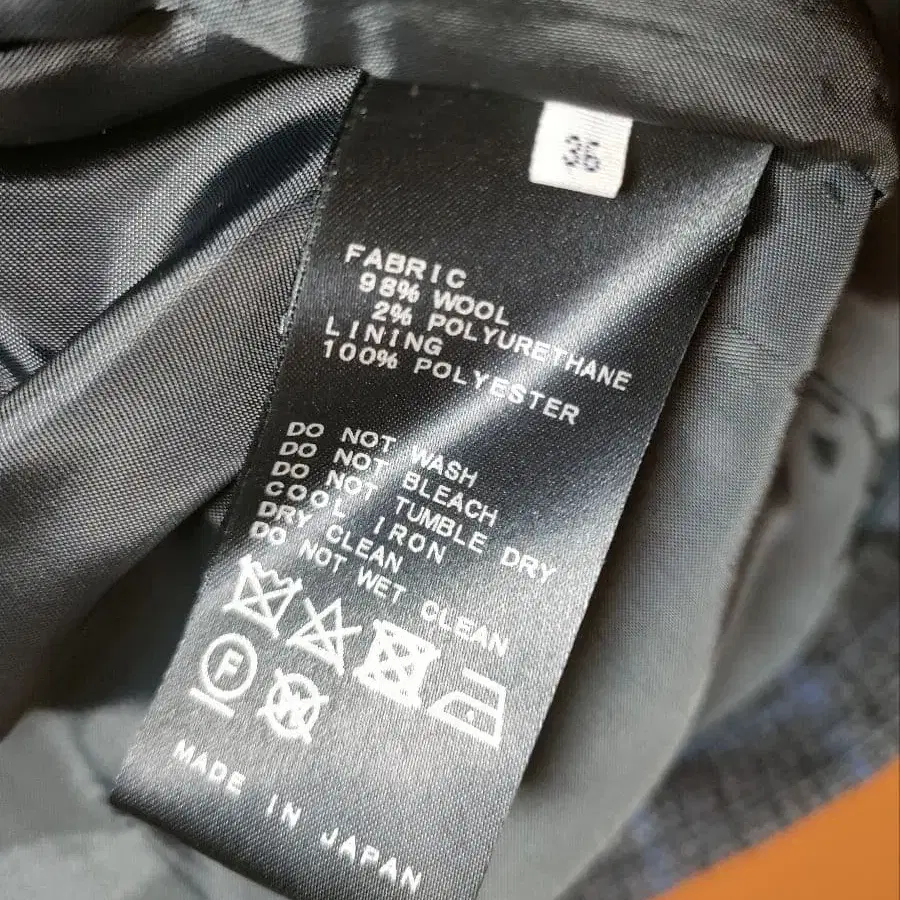 36
FABRIC
98% WOOL
2% POLYURETHANE
LINING
100% POLYESTER
DO NOT WASH
DO NOT BLEACH
DO NOT TUMBLE DRY
COOL IRON
DRY CLEAN
DO NOT WET CLEAN
F
MADE IN JAPAN